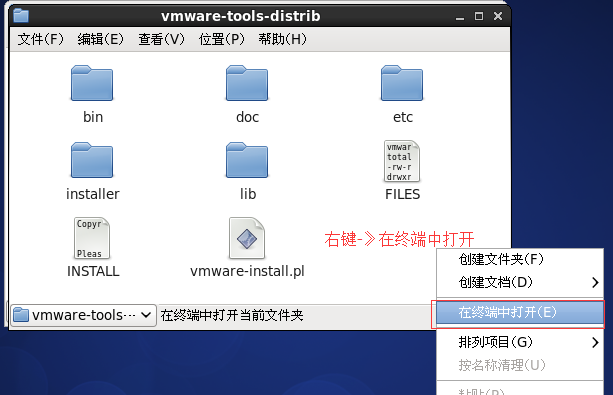 vmware-tools-distrib
文件(F) 编辑(E) 查看(V) 位置(P) 帮助(H)
bin
doc
etc
installer
lib
vmwar
total
-rw-r
drwxr
FILES
Copyr
Pleas
INSTALL
vmware-install.pl
右键-》在终端中打开
创建文件夹(F)
创建文档(D)
在终端中打开(E)
排列项目(G)
按名称清理(U)
vmware-tools-··· 在终端中打开当前文件夹